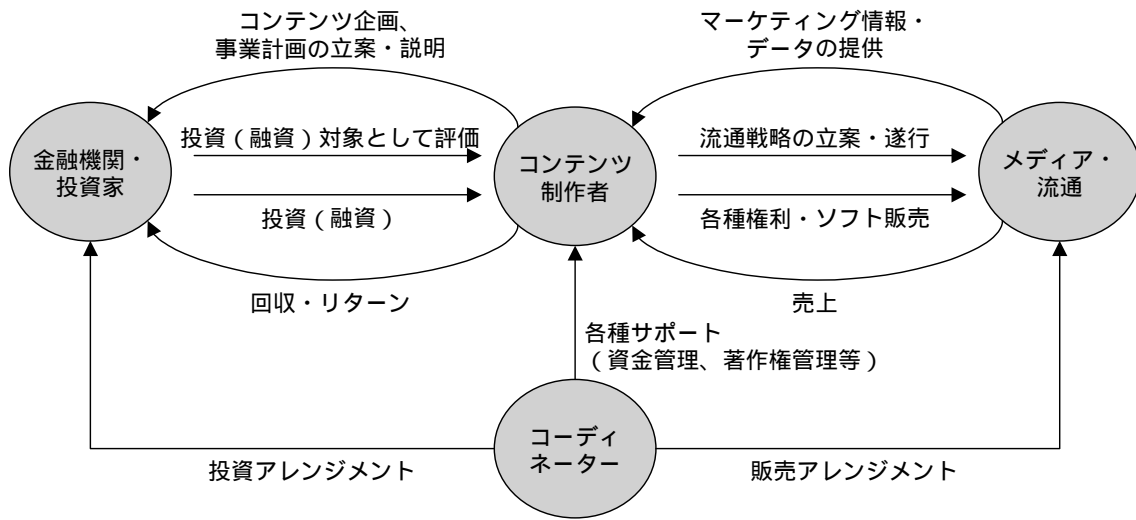 コンテンツ企画、
事業計画の立案・説明
マーケティング情報・
データの提供
金融機関・
投資家
投資(融資)対象として評価
投資(融資)
コンテンツ
制作者
流通戦略の立案・遂行
各種権利・ソフト販売
メディア・
流通
回収・リターン
売上
各種サポート
(資金管理、著作権管理等)
コーディ
ネーター
投資アレンジメント
販売アレンジメント